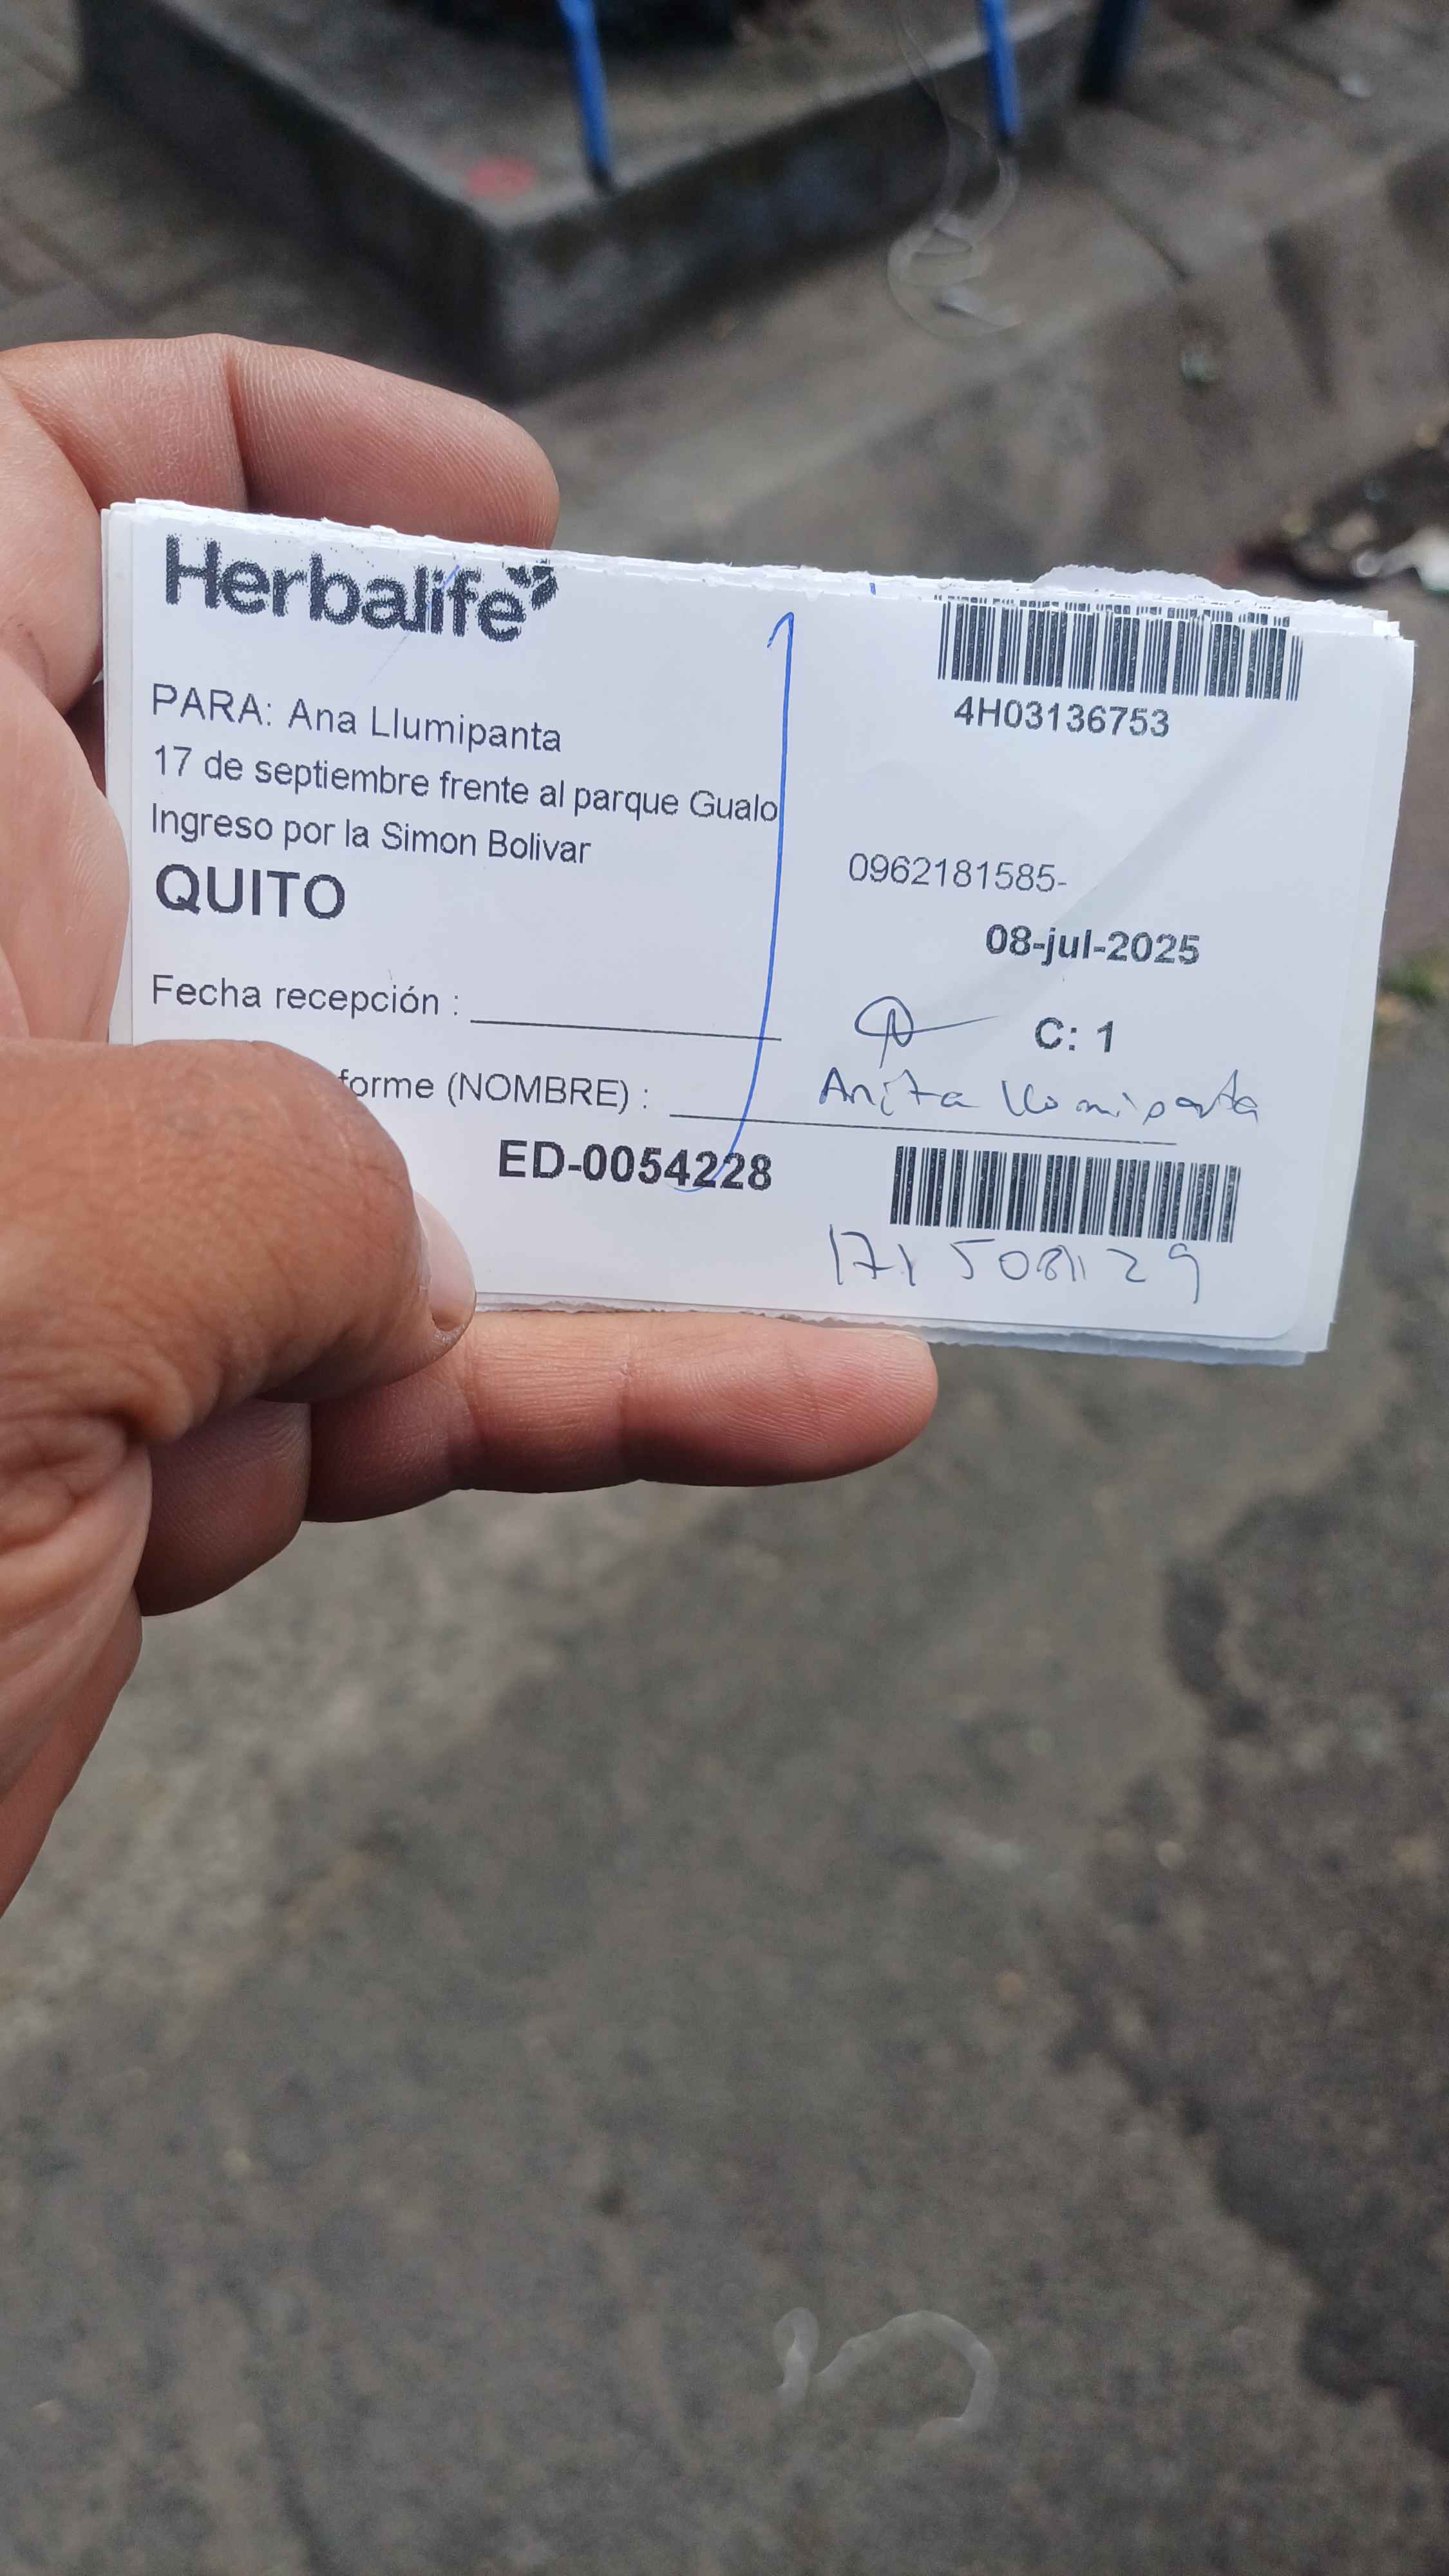 Herbalife
4H03136753
PARA: Ana Llumipanta
17 de septiembre frente al parque Gualo
Ingreso por la Simon Bolivar
QUITO
0962181585-
08-jul-2025
Fecha recepción :
C: 1
forme (NOMBRE) :
Anita Llumipanta
ED-0054228